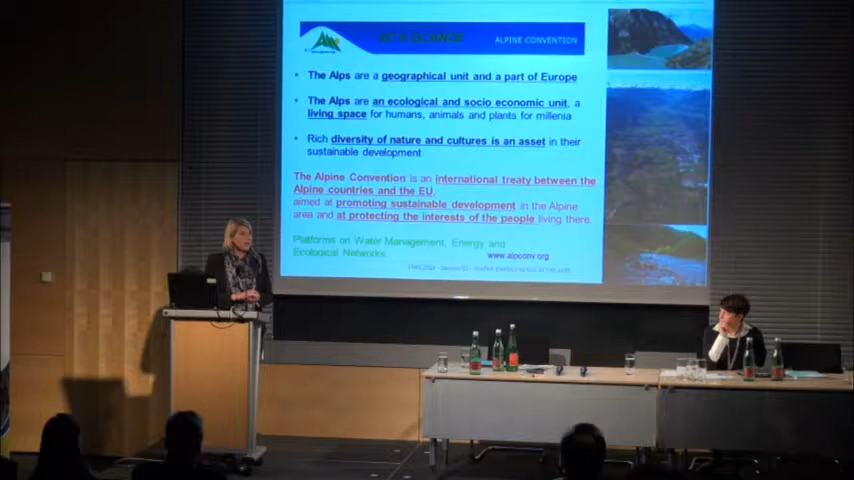 AT A GLANCE
ALPINE CONVENTION
• The Alps are a geographical unit and a part of Europe
• The Alps are an ecological and socio economic unit, a
living space for humans, animals and plants for millenia
• Rich diversity of nature and cultures is an asset in their
sustainable development
The Alpine Convention is an international treaty between the
Alpine countries and the EU,
aimed at promoting sustainable development in the Alpine
area and at protecting the interests of the people living there.
Platforms on Water Management, Energy and
Ecological Networks
www.alpconv.org